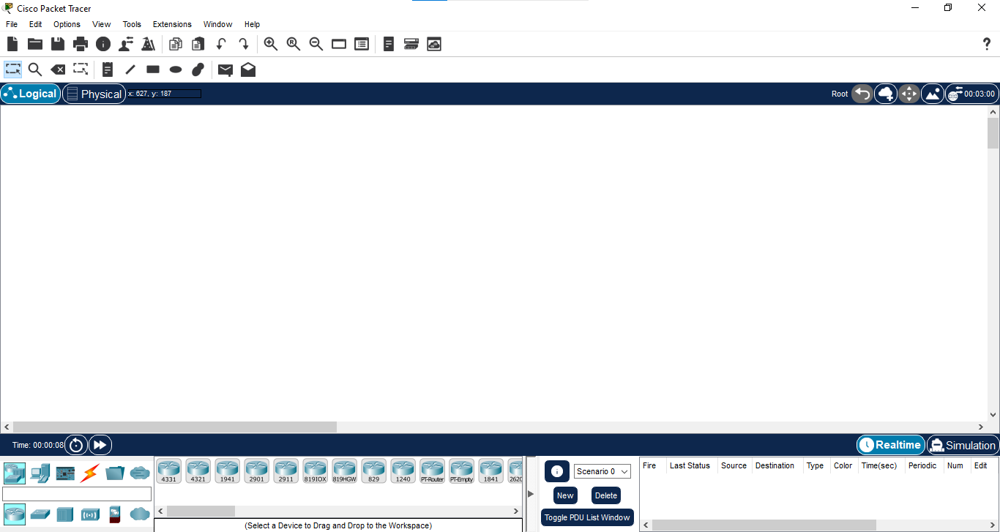 Cisco Packet Tracer
File Edit Options View Tools Extensions Window Help
Logical Physical x: 627, y: 187 Root 00:03:00
Time: 00:00:08 Realtime Simulation
4331 4321 1941 2901 2911 819IOX 819HGW 829 1240 PT-Router PT-Empty 1841 2620
Scenario 0
New Delete
Toggle PDU List Window
Fire Last Status Source Destination Type Color Time(sec) Periodic Num Edit
(Select a Device to Drag and Drop to the Workspace)